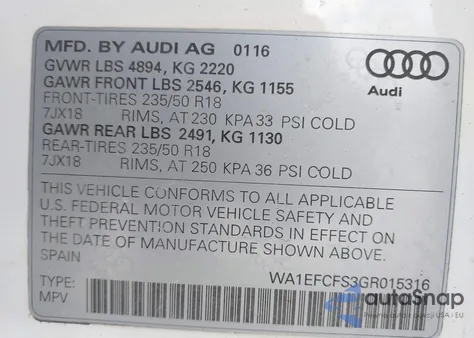 MFD. BY AUDI AG 0116
GVWR LBS 4894, KG 2220
GAWR FRONT LBS 2546, KG 1155
FRONT-TIRES 235/50 R18
7JX18 RIMS, AT 230 KPA 33 PSI COLD
GAWR REAR LBS 2491, KG 1130
REAR-TIRES 235/50 R18
7JX18 RIMS, AT 250 KPA 36 PSI COLD
Audi
THIS VEHICLE CONFORMS TO ALL APPLICABLE
U.S. FEDERAL MOTOR VEHICLE SAFETY AND
THEFT PREVENTION STANDARDS IN EFFECT ON
THE DATE OF MANUFACTURE SHOWN ABOVE.
SPAIN
TYPE:
MPV
WA1EFCFS3GR015316
autoSnap